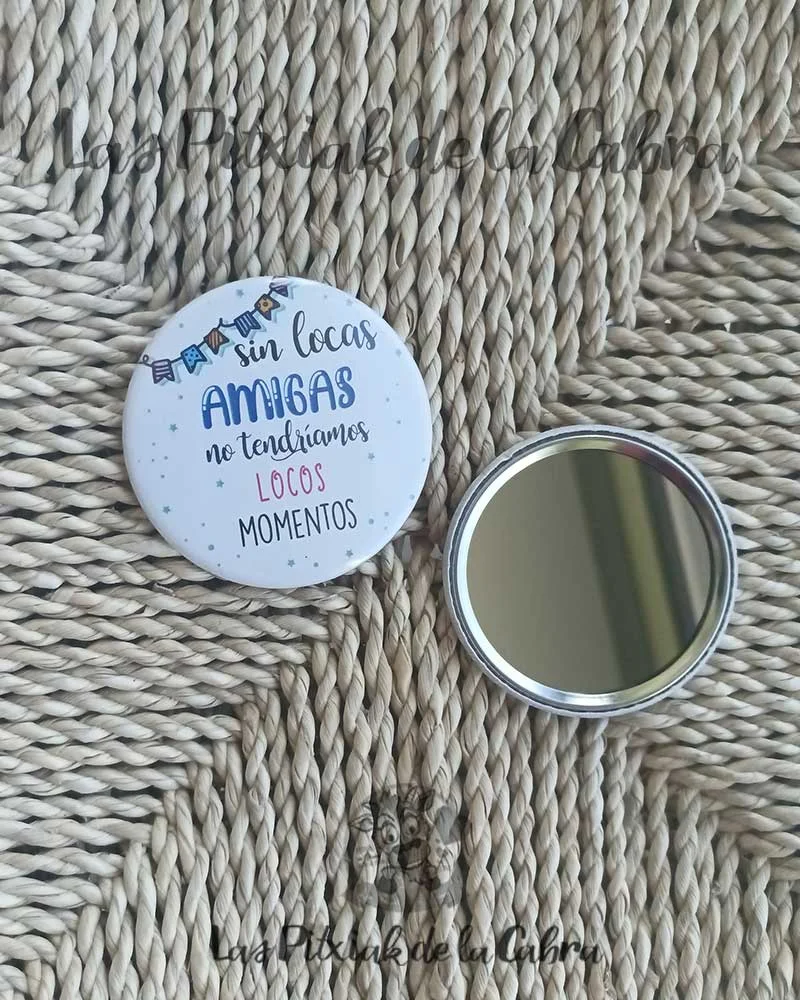 Las Pitxiak de la Cabra
sin locas
AMIGAS
no tendríamos
LOCOS
MOMENTOS
Las Pitxiak de la Cabra